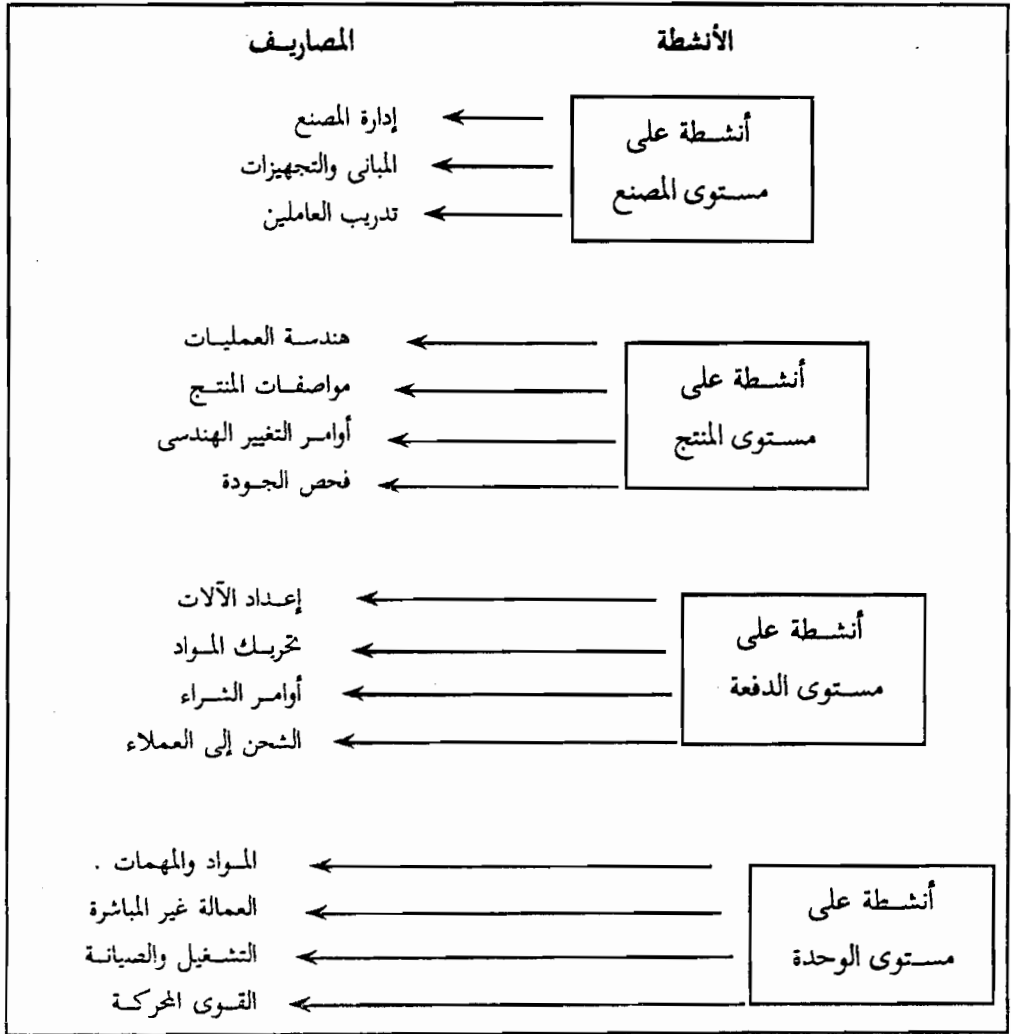 الأنشطة
المصاريف
أنشطة على
مستوى المصنع
إدارة المصنع
المبانى والتجهيزات
تدريب العاملين
أنشطة على
مستوى المنتج
هندسة العمليات
مواصفات المنتج
أوامر التغيير الهندسى
فحص الجودة
أنشطة على
مستوى الدفعة
إعداد الآلات
تحريك المواد
أوامر الشراء
الشحن إلى العملاء
أنشطة على
مستوى الوحدة
المواد والمهمات .
العمالة غير المباشرة
التشغيل والصيانة
القوى المحركة